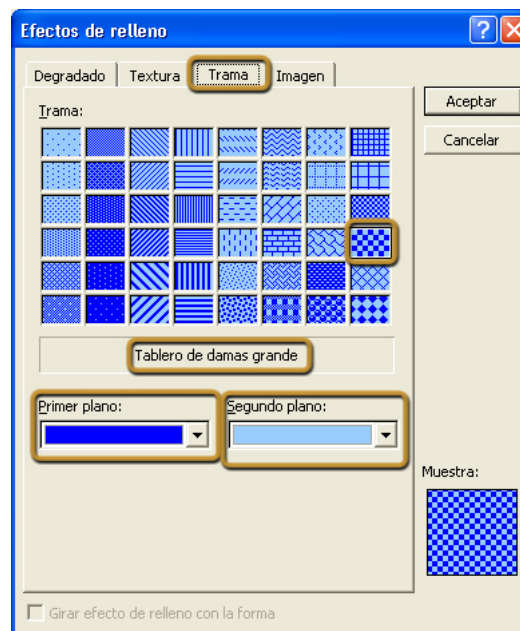 Efectos de relleno
Degradado Textura Trama Imagen
Trama:
Aceptar
Cancelar
Tablero de damas grande
Primer plano: Segundo plano:
Muestra:
Girar efecto de relleno con la forma